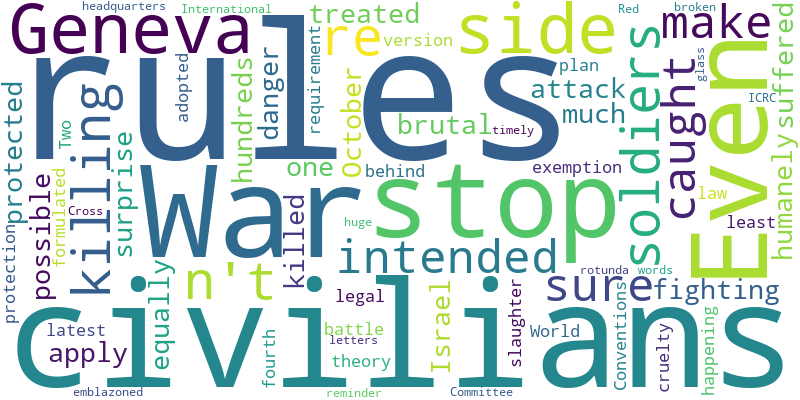 headquarters
International
Red
broken
Geneva
re
treated
side
make
version
rules
adopted
hundreds
danger
requirement
October
plan
attack
much
soldiers
caught
Even
glass
ICRC
suffered
protected
Two
killing
surprise
brutal
timely
one
behind
exemption
law
humanely
War
stop
least
formulated
Cross
possible
protection
huge
killed
intended
rotunda
words
n't
sure
fighting
equally
legal
civilians
latest
apply
battle
letters
theory
Israel
slaughter
World
Conventions
cruelty
happening
fourth
emblazoned
reminder
Committee